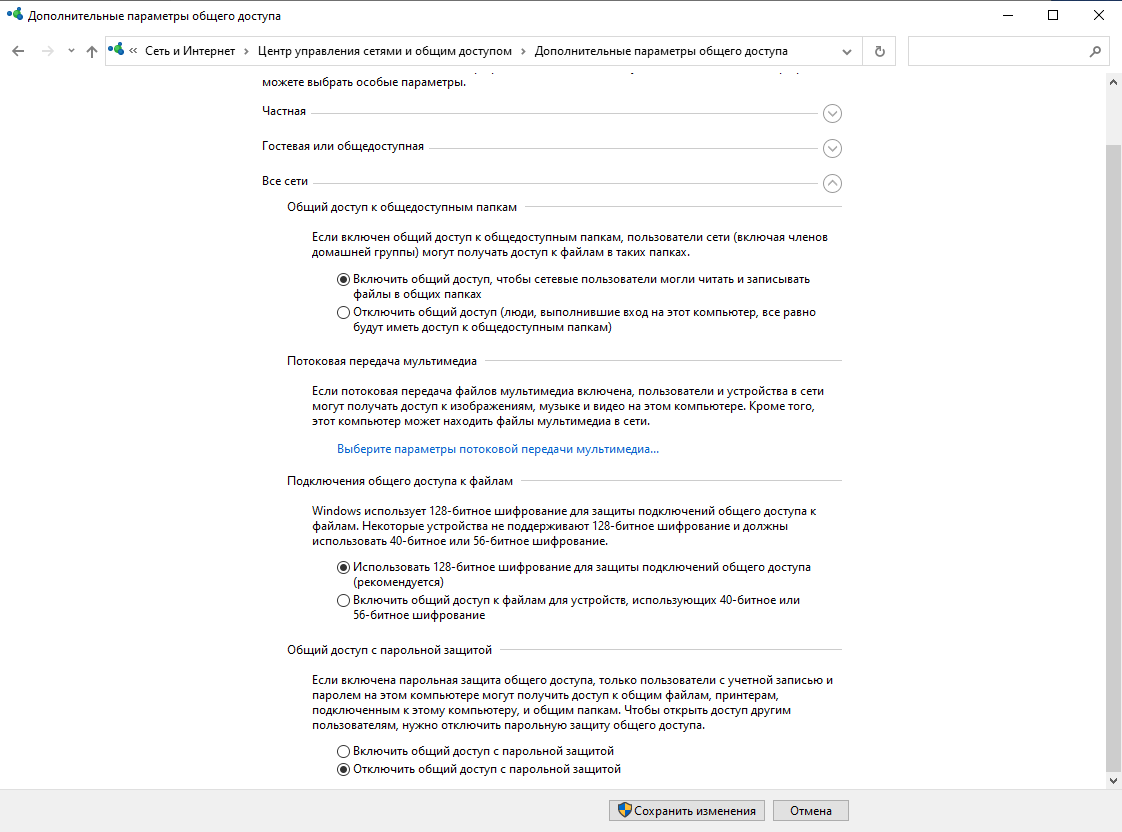 Дополнительные параметры общего доступа
« Сеть и Интернет › Центр управления сетями и общим доступом › Дополнительные параметры общего доступа
можете выбрать особые параметры.
Частная
Гостевая или общедоступная
Все сети
Общий доступ к общедоступным папкам
Если включен общий доступ к общедоступным папкам, пользователи сети (включая членов
домашней группы) могут получать доступ к файлам в таких папках.
Включить общий доступ, чтобы сетевые пользователи могли читать и записывать
файлы в общих папках
Отключить общий доступ (люди, выполнившие вход на этот компьютер, все равно
будут иметь доступ к общедоступным папкам)
Потоковая передача мультимедиа
Если потоковая передача файлов мультимедиа включена, пользователи и устройства в сети
могут получать доступ к изображениям, музыке и видео на этом компьютере. Кроме того,
этот компьютер может находить файлы мультимедиа в сети.
Выберите параметры потоковой передачи мультимедиа...
Подключения общего доступа к файлам
Windows использует 128-битное шифрование для защиты подключений общего доступа к
файлам. Некоторые устройства не поддерживают 128-битное шифрование и должны
использовать 40-битное или 56-битное шифрование.
Использовать 128-битное шифрование для защиты подключений общего доступа
(рекомендуется)
Включить общий доступ к файлам для устройств, использующих 40-битное или
56-битное шифрование
Общий доступ с парольной защитой
Если включена парольная защита общего доступа, только пользователи с учетной записью и
паролем на этом компьютере могут получить доступ к общим файлам, принтерам,
подключенным к этому компьютеру, и общим папкам. Чтобы открыть доступ другим
пользователям, нужно отключить парольную защиту общего доступа.
Включить общий доступ с парольной защитой
Отключить общий доступ с парольной защитой
Сохранить изменения
Отмена